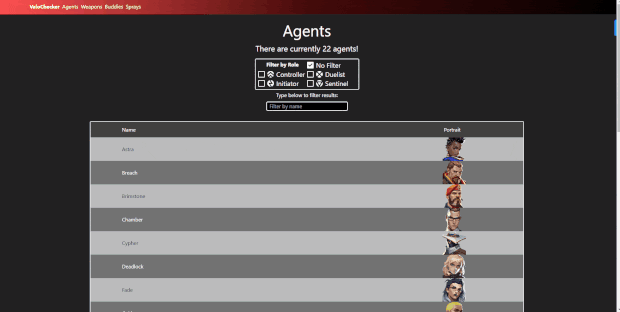 ValoChecker Agents Weapons Buddies Sprays
Agents
There are currently 22 agents!
Filter by Role No Filter
Controller Duelist
Initiator Sentinel
Type below to filter results:
Filter by name
Name Portrait
Astra
Breach
Brimstone
Chamber
Cypher
Deadlock
Fade